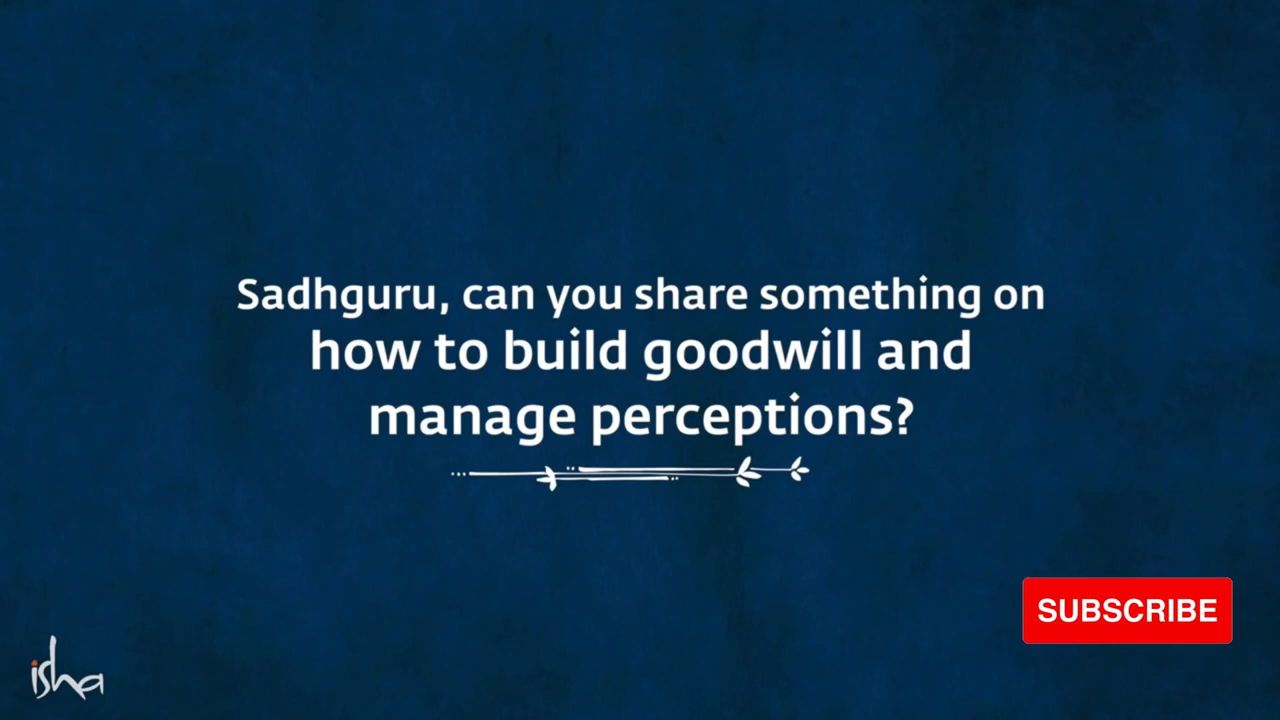 Sadhguru, can you share something on
how to build goodwill and
manage perceptions?
SUBSCRIBE
isha